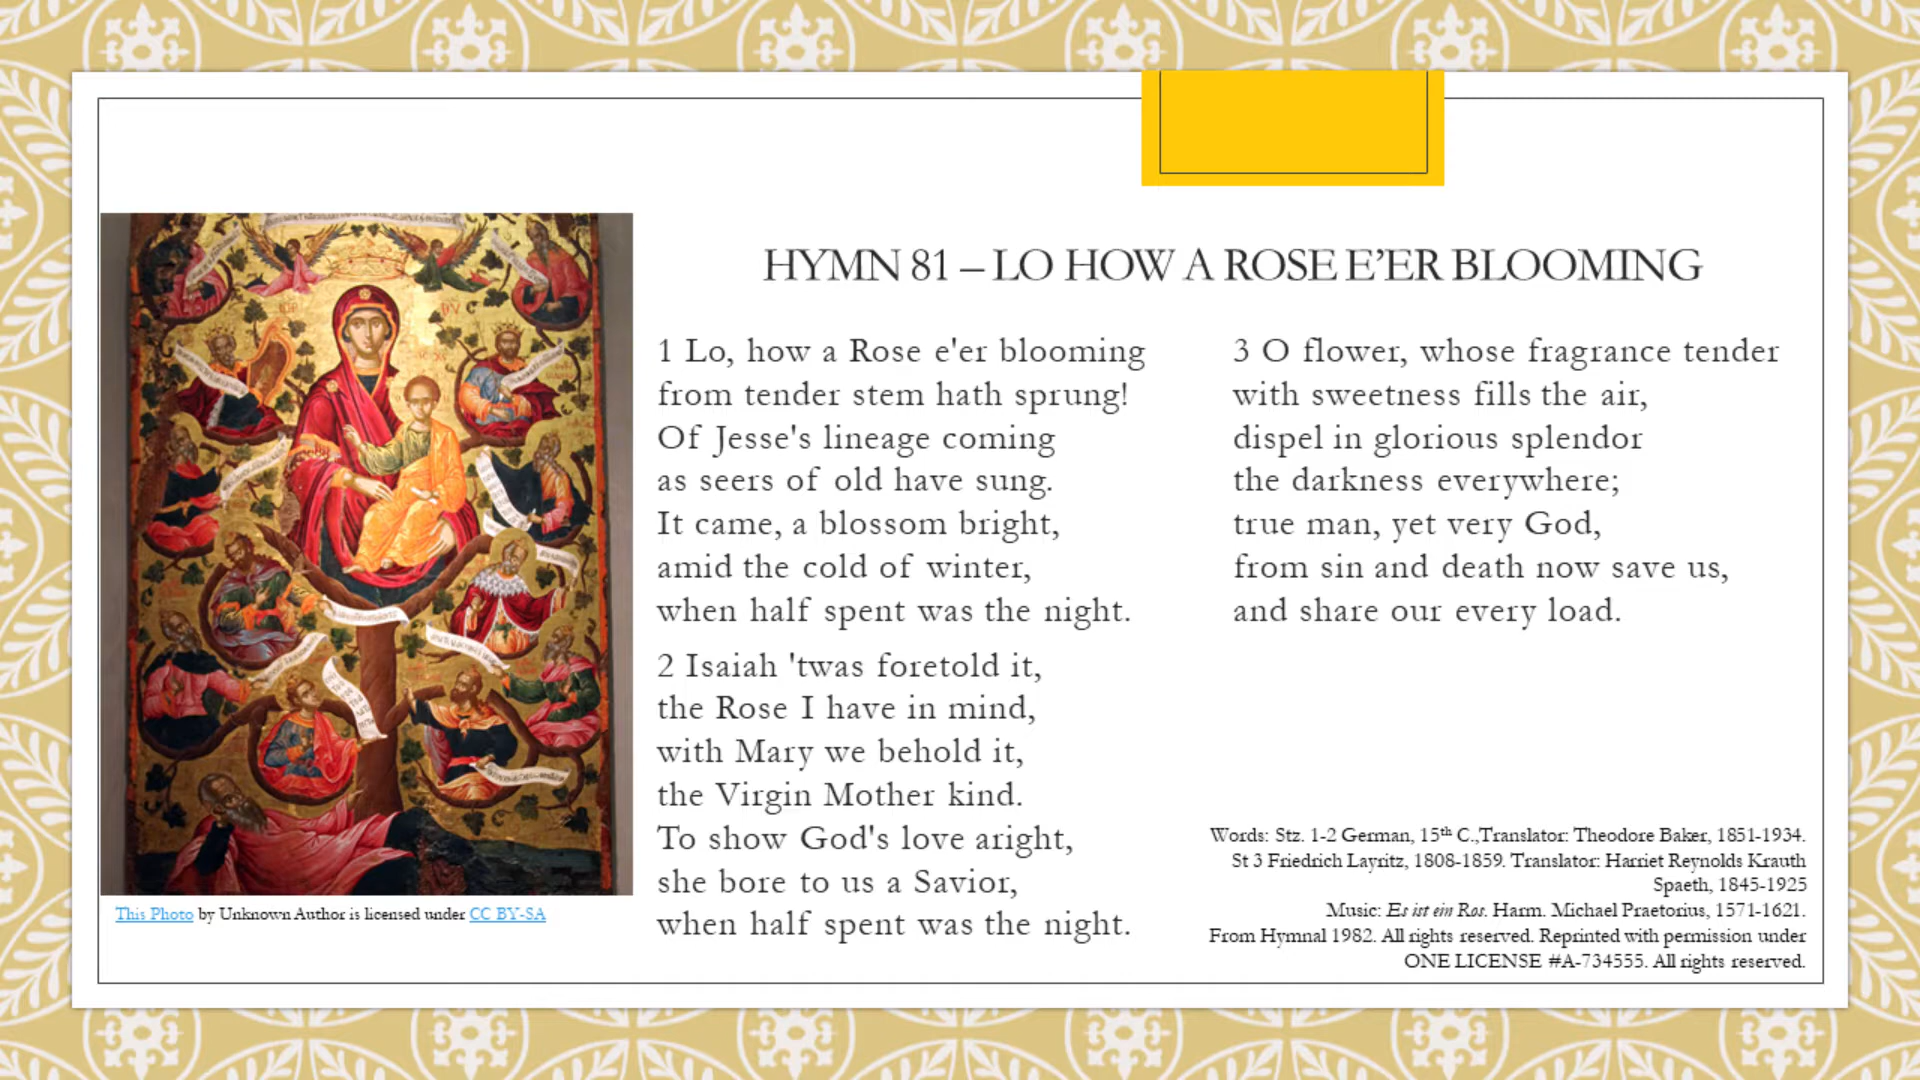 HYMN 81 – LO HOW A ROSE E’ER BLOOMING
1 Lo, how a Rose e'er blooming
from tender stem hath sprung!
Of Jesse's lineage coming
as seers of old have sung.
It came, a blossom bright,
amid the cold of winter,
when half spent was the night.
2 Isaiah 'twas foretold it,
the Rose I have in mind,
with Mary we behold it,
the Virgin Mother kind.
To show God's love aright,
she bore to us a Savior,
when half spent was the night.
3 O flower, whose fragrance tender
with sweetness fills the air,
dispel in glorious splendor
the darkness everywhere;
true man, yet very God,
from sin and death now save us,
and share our every load.
Words: Stz. 1-2 German, 15th C.,Translator: Theodore Baker, 1851-1934.
St 3 Friedrich Layritz, 1808-1859. Translator: Harriet Reynolds Krauth
Spaeth, 1845-1925
Music: Es ist ein Ros. Harm. Michael Praetorius, 1571-1621.
From Hymnal 1982. All rights reserved. Reprinted with permission under
ONE LICENSE #A-734555. All rights reserved.
This Photo by Unknown Author is licensed under CC BY-SA